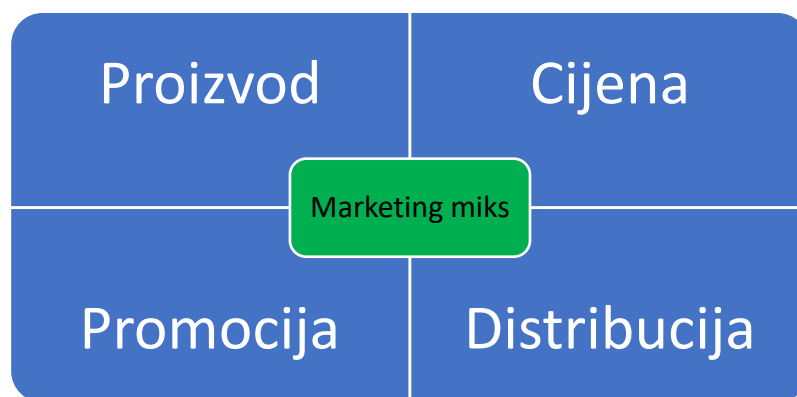 Proizvod
Cijena
Marketing miks
Promocija
Distribucija